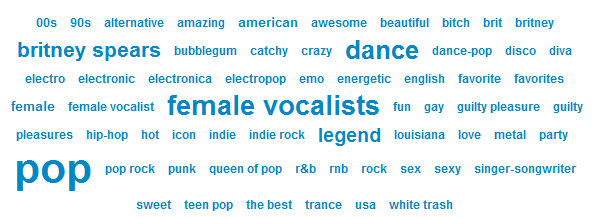 00s 90s alternative amazing american awesome beautiful bitch brit britney
britney spears bubblegum catchy crazy dance dance-pop disco diva
electro electronic electronica electropop emo energetic english favorite favorites
female female vocalist female vocalists fun gay guilty pleasure guilty
pleasures hip-hop hot icon indie indie rock legend louisiana love metal party
pop pop rock punk queen of pop r&b rnb rock sex sexy singer-songwriter
sweet teen pop the best trance usa white trash